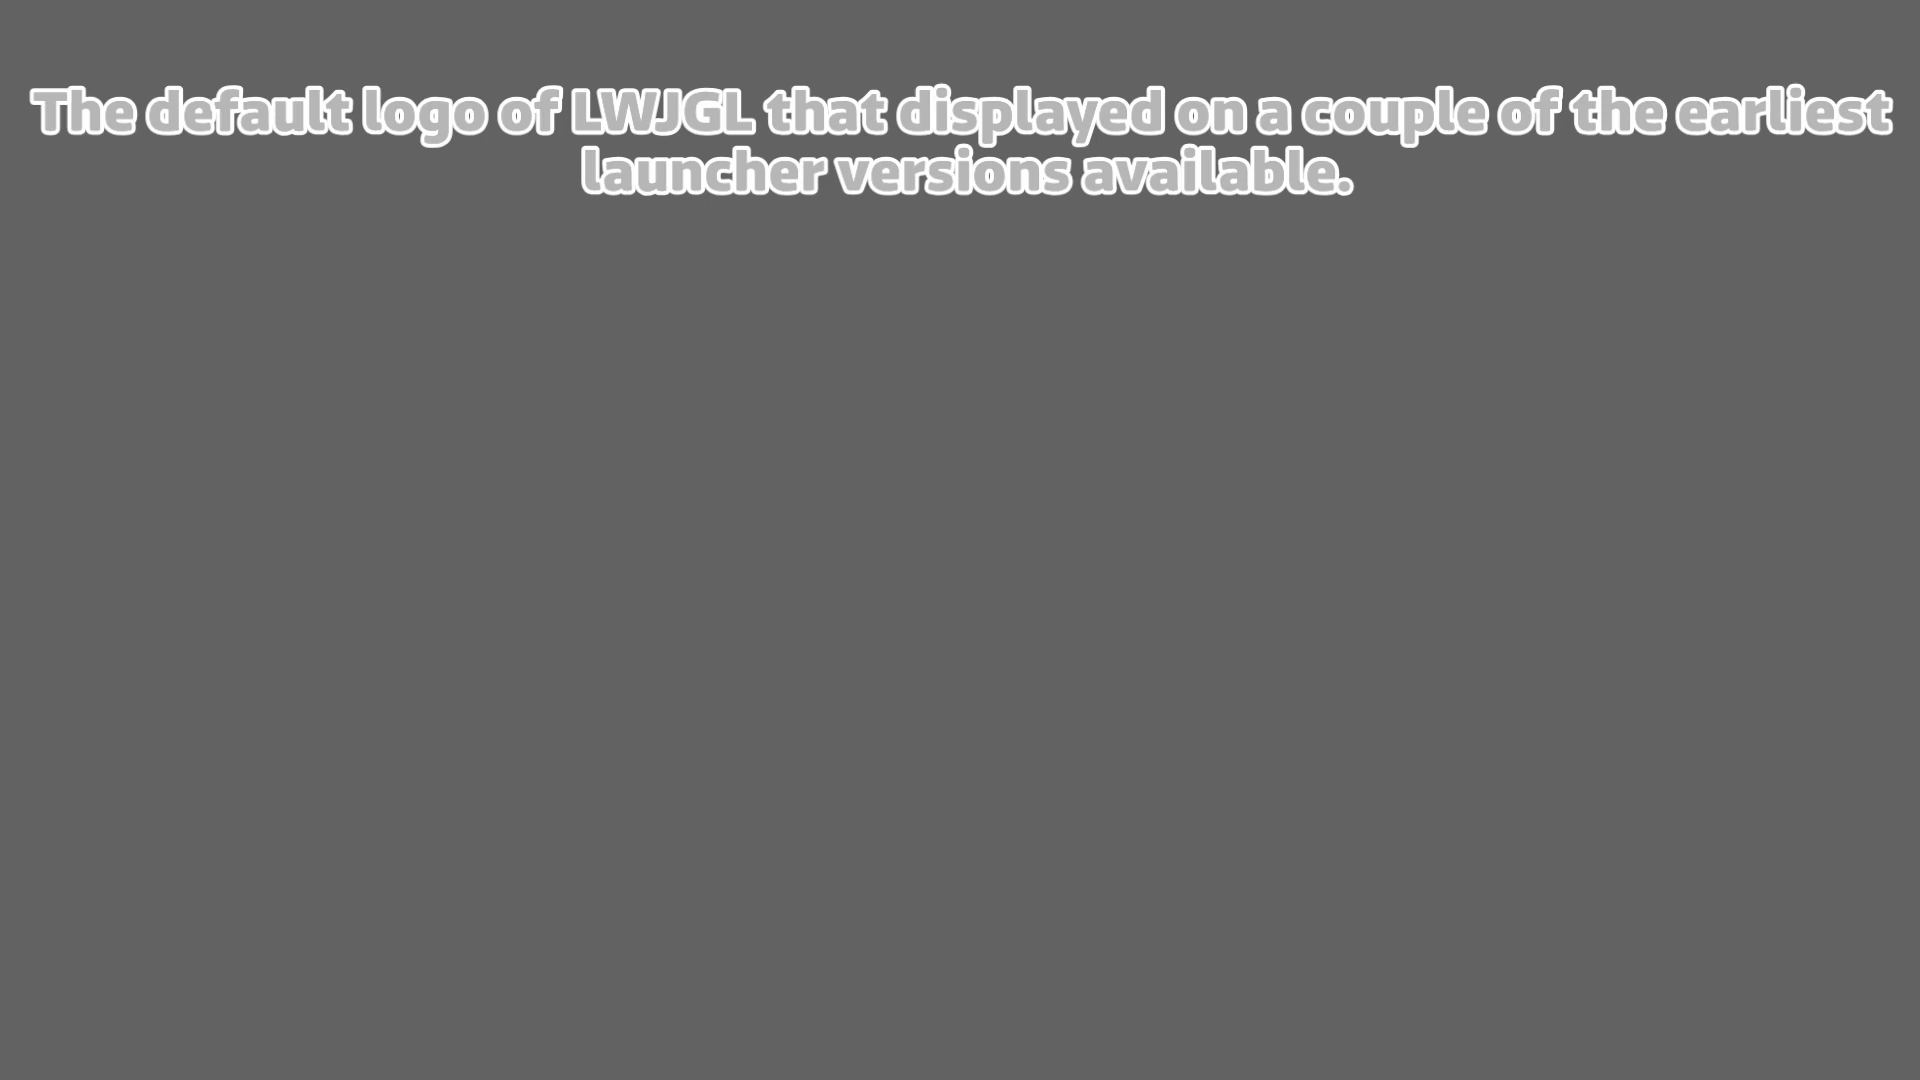 The default logo of LWJGL that displayed on a couple of the earliest
launcher versions available.